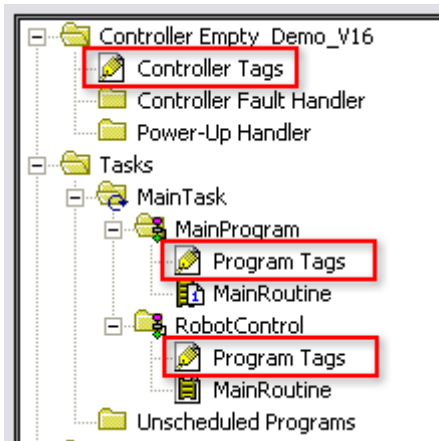 Controller Empty_Demo_V16
Controller Tags
Controller Fault Handler
Power-Up Handler
Tasks
MainTask
MainProgram
Program Tags
MainRoutine
RobotControl
Program Tags
MainRoutine
Unscheduled Programs